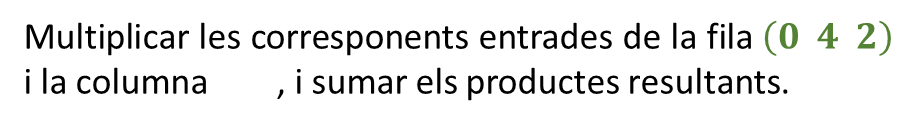 Multiplicar les corresponents entrades de la fila (0 4 2)
i la columna , i sumar els productes resultants.